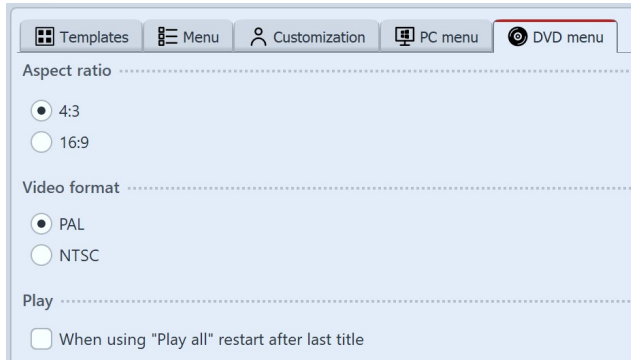 Templates Menu Customization PC menu DVD menu
Aspect ratio
4:3
16:9
Video format
PAL
NTSC
Play
When using "Play all" restart after last title